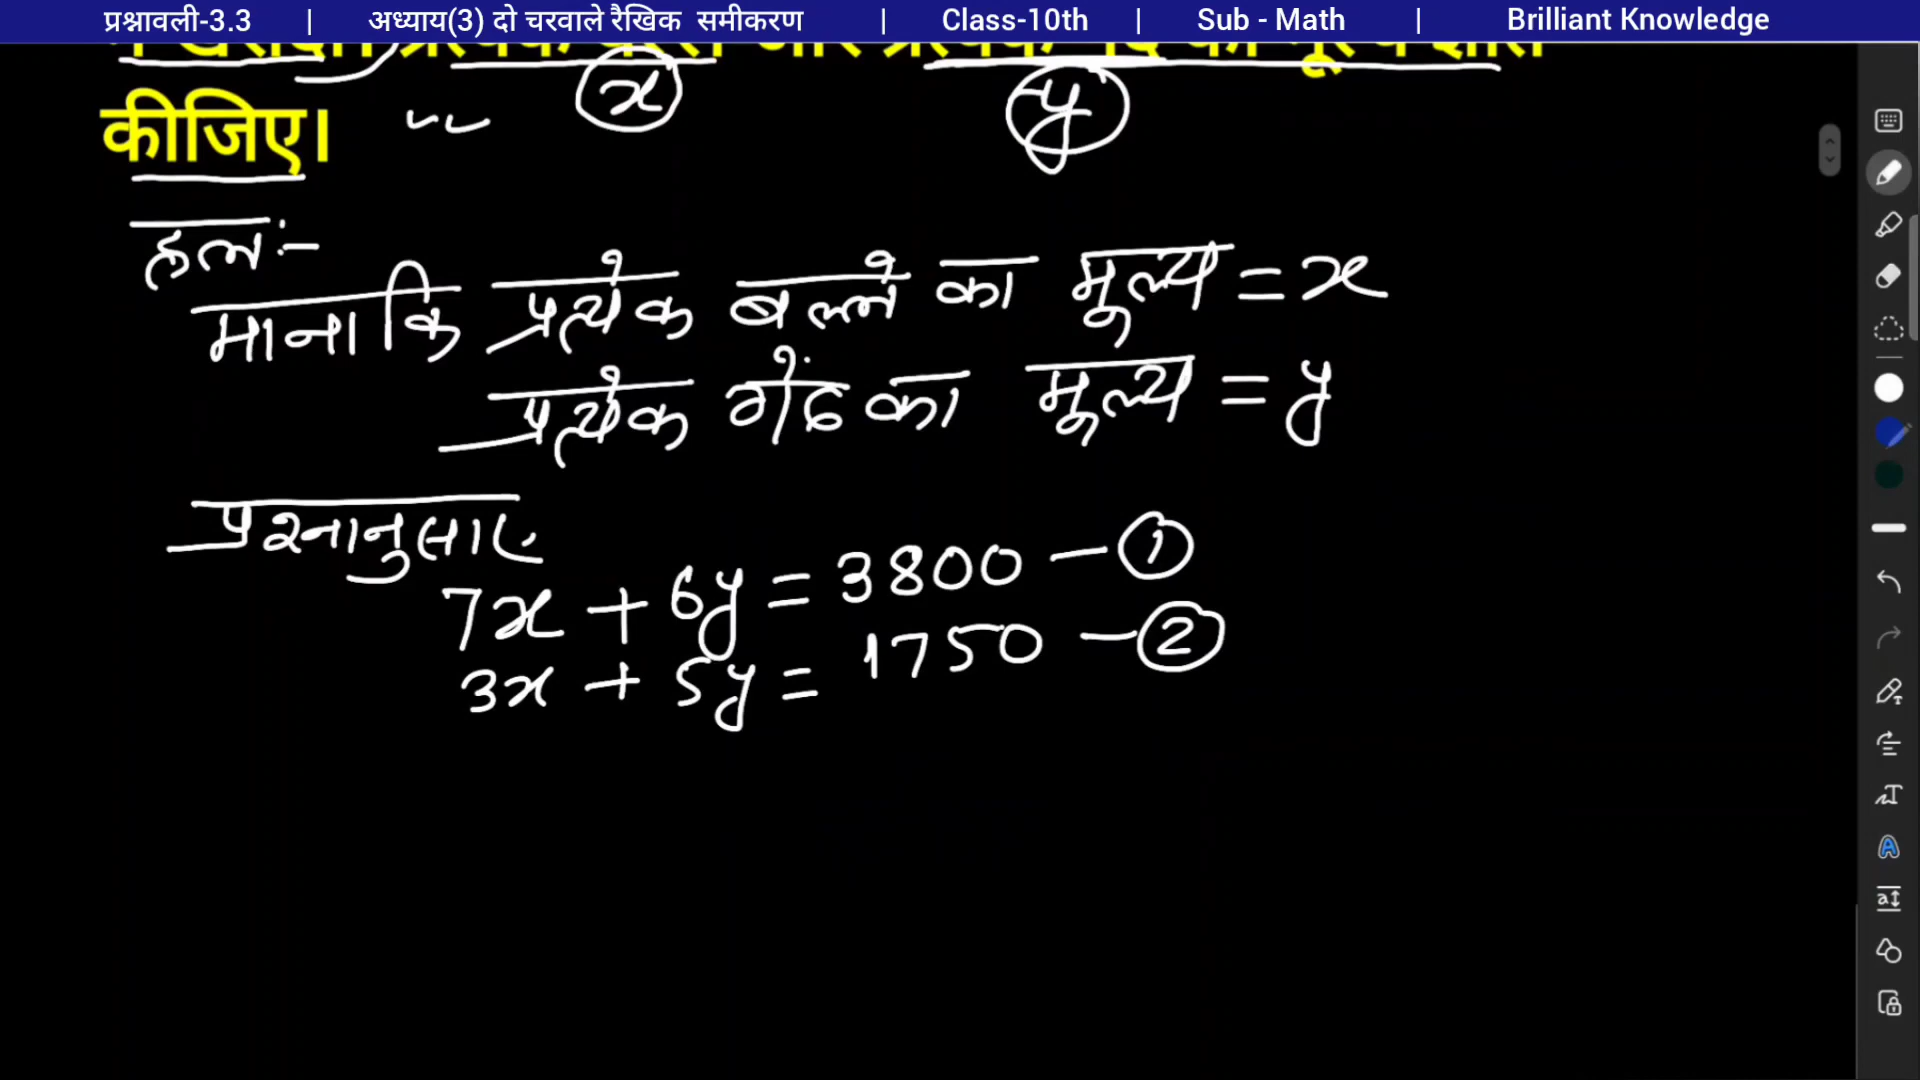 प्रश्नावली-3.3 | अध्याय(3) दो चरवाले रैखिक समीकरण | Class-10th | Sub - Math | Brilliant Knowledge
कीजिए।
x y
हल:-
माना कि प्रत्येक बल्ले का मूल्य = x
प्रत्येक गेंद का मूल्य = y
प्रश्नानुसार
7x + 6y = 3800 - ①
3x + 5y = 1750 - ②